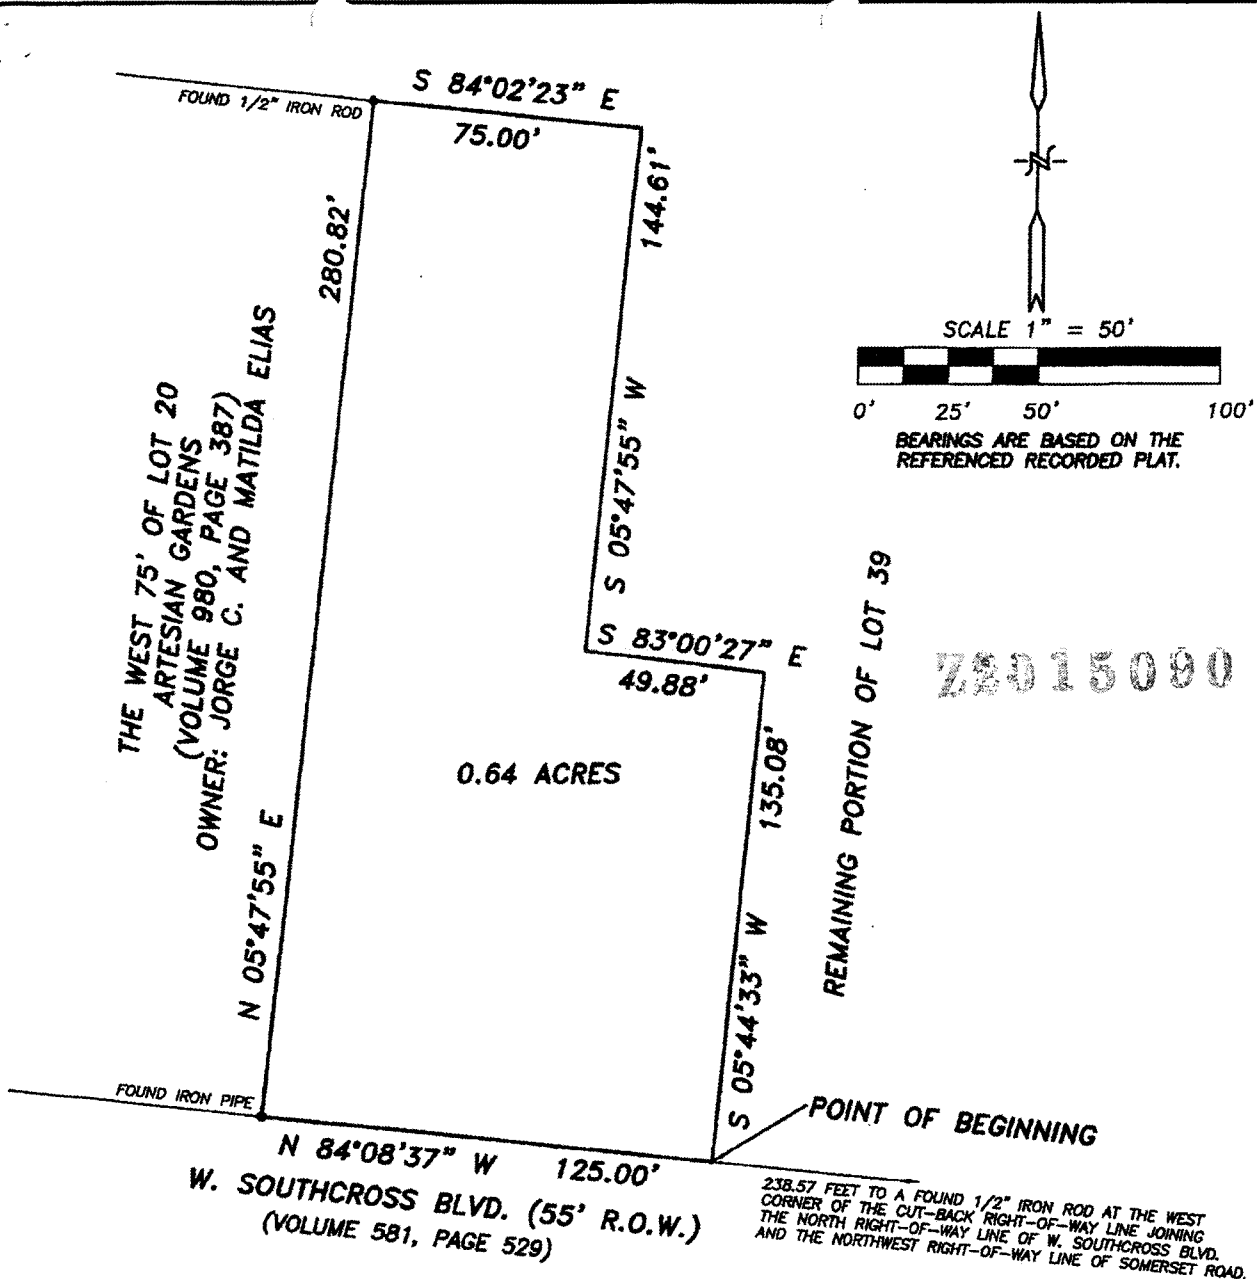 S 84°02'23" E
FOUND 1/2" IRON ROD
75.00'
144.61'
280.82'
SCALE 1" = 50'
0' 25' 50' 100'
BEARINGS ARE BASED ON THE
REFERENCED RECORDED PLAT.
THE WEST 75' OF LOT 20
ARTESIAN GARDENS
(VOLUME 980, PAGE 387)
OWNER: JORGE C. AND MATILDA ELIAS
S 05°47'55" W
S 83°00'27" E
49.88'
REMAINING PORTION OF LOT 39
Z2015090
0.64 ACRES
135.08'
N 05°47'55" E
S 05°44'33" W
FOUND IRON PIPE
POINT OF BEGINNING
N 84°08'37" W 125.00'
W. SOUTHCROSS BLVD. (55' R.O.W.)
(VOLUME 581, PAGE 529)
238.57 FEET TO A FOUND 1/2" IRON ROD AT THE WEST
CORNER OF THE CUT-BACK RIGHT-OF-WAY LINE JOINING
THE NORTH RIGHT-OF-WAY LINE OF W. SOUTHCROSS BLVD.
AND THE NORTHWEST RIGHT-OF-WAY LINE OF SOMERSET ROAD.
N